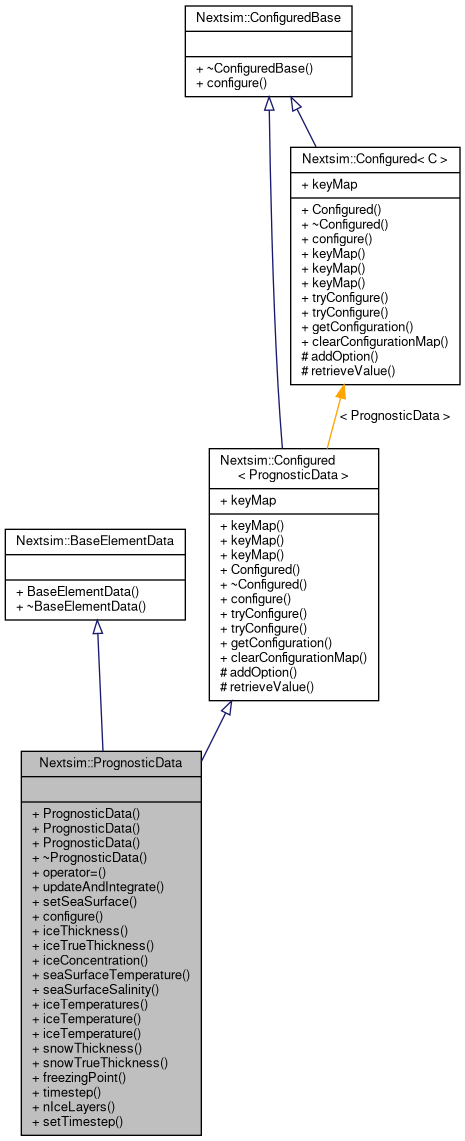 Nextsim::ConfiguredBase
+ ~ConfiguredBase()
+ configure()
Nextsim::Configured< C >
+ keyMap
+ Configured()
+ ~Configured()
+ configure()
+ keyMap()
+ keyMap()
+ keyMap()
+ tryConfigure()
+ tryConfigure()
+ getConfiguration()
+ clearConfigurationMap()
# addOption()
# retrieveValue()
< PrognosticData >
Nextsim::Configured
< PrognosticData >
+ keyMap
+ keyMap()
+ keyMap()
+ keyMap()
+ Configured()
+ ~Configured()
+ configure()
+ tryConfigure()
+ tryConfigure()
+ getConfiguration()
+ clearConfigurationMap()
# addOption()
# retrieveValue()
Nextsim::BaseElementData
+ BaseElementData()
+ ~BaseElementData()
Nextsim::PrognosticData
+ PrognosticData()
+ PrognosticData()
+ PrognosticData()
+ ~PrognosticData()
+ operator=()
+ updateAndIntegrate()
+ setSeaSurface()
+ configure()
+ iceThickness()
+ iceTrueThickness()
+ iceConcentration()
+ seaSurfaceTemperature()
+ seaSurfaceSalinity()
+ iceTemperatures()
+ iceTemperature()
+ iceTemperature()
+ snowThickness()
+ snowTrueThickness()
+ freezingPoint()
+ timestep()
+ nIceLayers()
+ setTimestep()